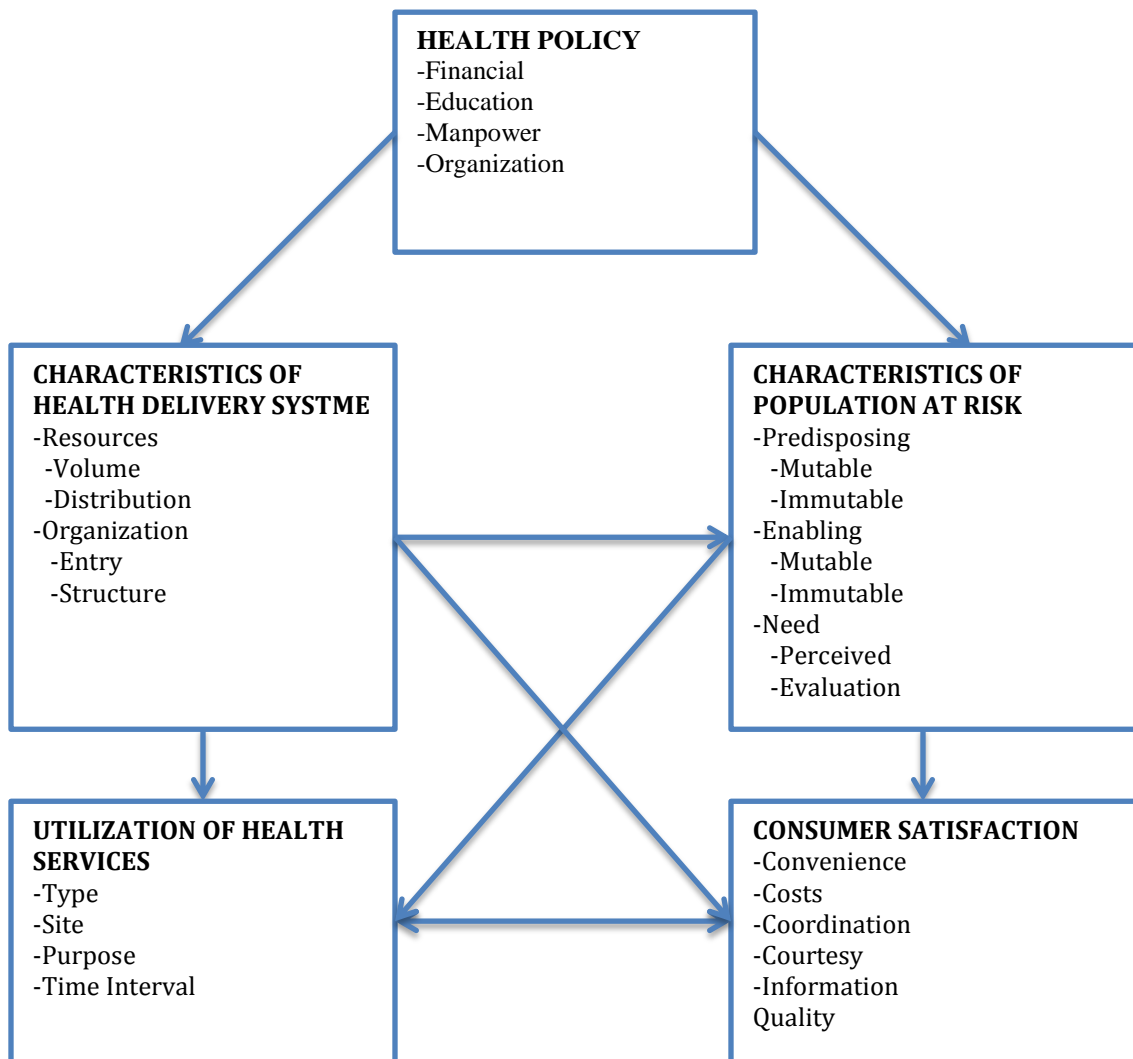 HEALTH POLICY
-Financial
-Education
-Manpower
-Organization
CHARACTERISTICS OF
HEALTH DELIVERY SYSTME
-Resources
-Volume
-Distribution
-Organization
-Entry
-Structure
CHARACTERISTICS OF
POPULATION AT RISK
-Predisposing
-Mutable
-Immutable
-Enabling
-Mutable
-Immutable
-Need
-Perceived
-Evaluation
UTILIZATION OF HEALTH
SERVICES
-Type
-Site
-Purpose
-Time Interval
CONSUMER SATISFACTION
-Convenience
-Costs
-Coordination
-Courtesy
-Information
Quality